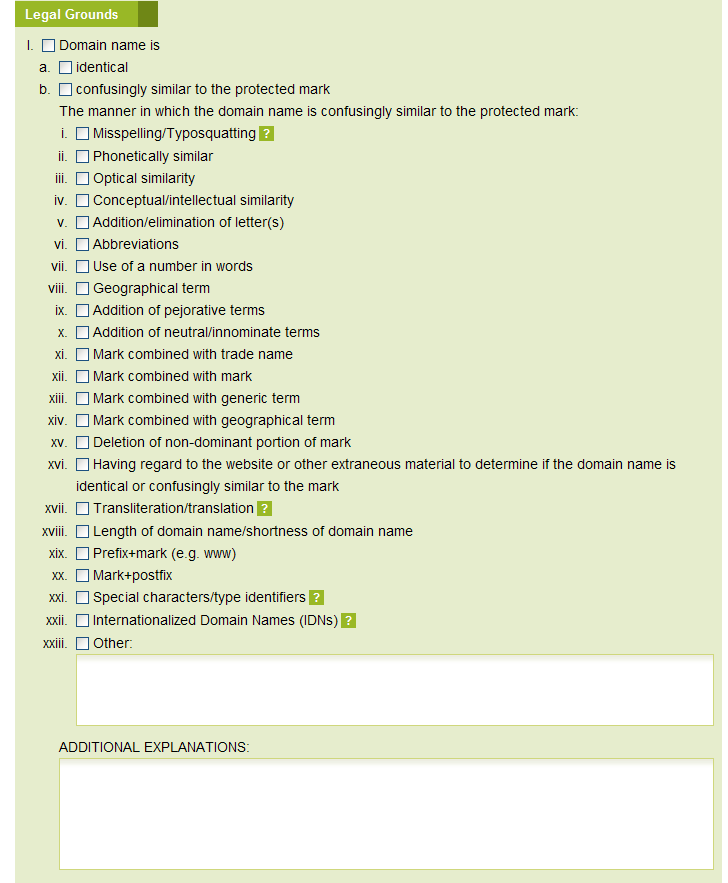 Legal Grounds
I. Domain name is
a. identical
b. confusingly similar to the protected mark
The manner in which the domain name is confusingly similar to the protected mark:
i. Misspelling/Typosquatting ?
ii. Phonetically similar
iii. Optical similarity
iv. Conceptual/intellectual similarity
v. Addition/elimination of letter(s)
vi. Abbreviations
vii. Use of a number in words
viii. Geographical term
ix. Addition of pejorative terms
x. Addition of neutral/innominate terms
xi. Mark combined with trade name
xii. Mark combined with mark
xiii. Mark combined with generic term
xiv. Mark combined with geographical term
xv. Deletion of non-dominant portion of mark
xvi. Having regard to the website or other extraneous material to determine if the domain name is
identical or confusingly similar to the mark
xvii. Transliteration/translation ?
xviii. Length of domain name/shortness of domain name
xix. Prefix+mark (e.g. www)
xx. Mark+postfix
xxi. Special characters/type identifiers ?
xxii. Internationalized Domain Names (IDNs) ?
xxiii. Other:
ADDITIONAL EXPLANATIONS: